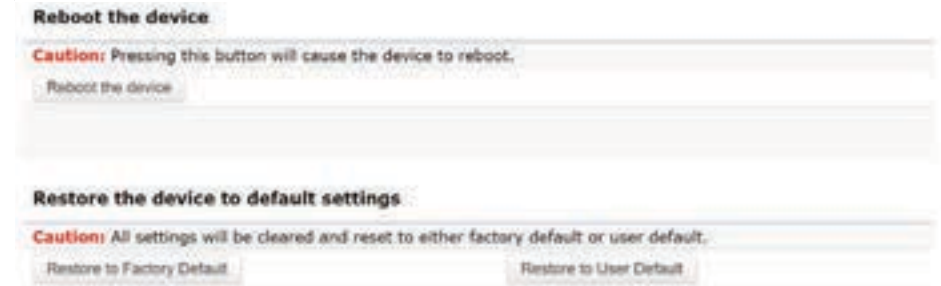 Reboot the device
Caution: Pressing this button will cause the device to reboot.
Reboot the device
Restore the device to default settings
Caution: All settings will be cleared and reset to either factory default or user default.
Restore to Factory Default Restore to User Default